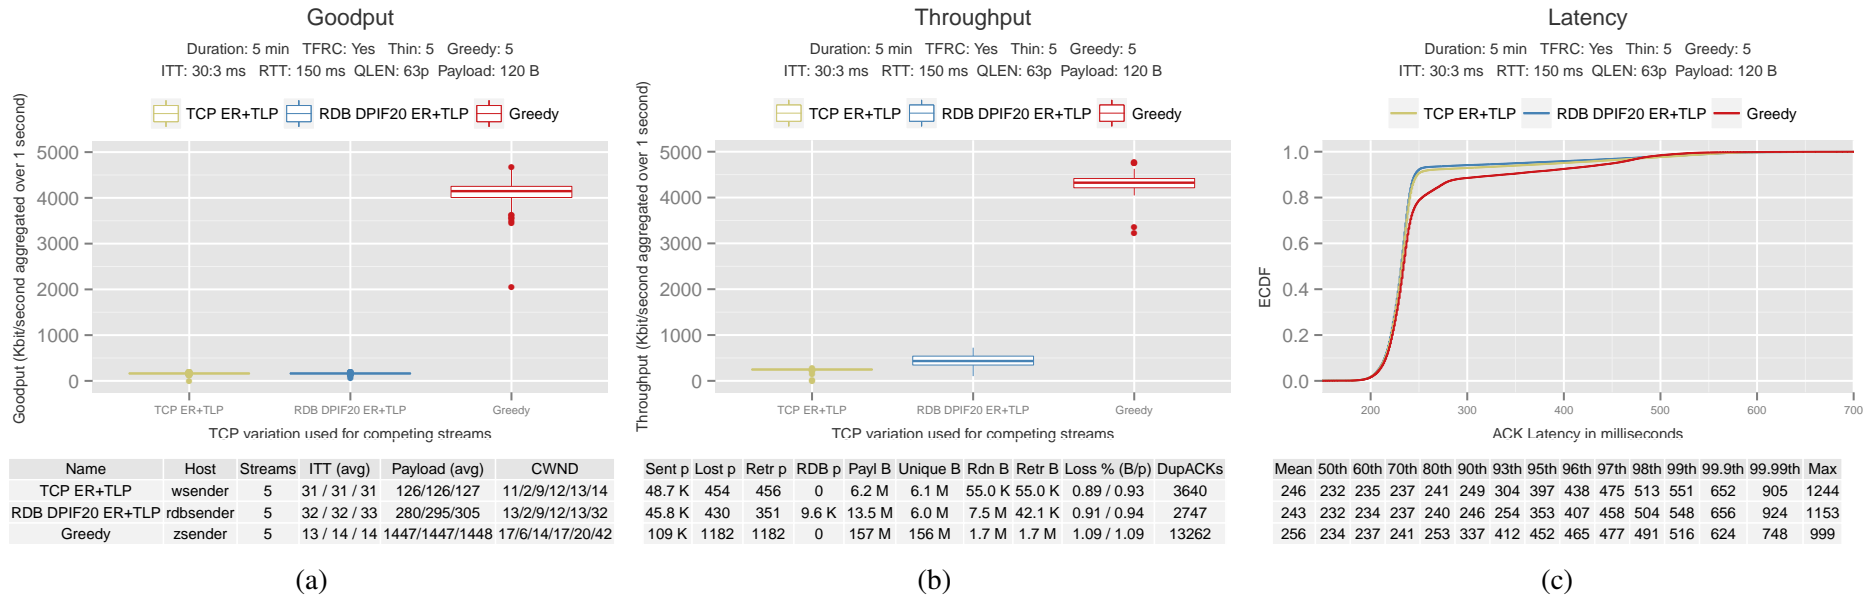 Goodput
Duration: 5 min TFRC: Yes Thin: 5 Greedy: 5
ITT: 30:3 ms RTT: 150 ms QLEN: 63p Payload: 120 B
TCP ER+TLP RDB DPIF20 ER+TLP Greedy
Goodput (Kbit/second aggregated over 1 second)
5000
4000
3000
2000
1000
0
TCP ER+TLP RDB DPIF20 ER+TLP Greedy
TCP variation used for competing streams
Name Host Streams ITT (avg) Payload (avg) CWND
TCP ER+TLP wsender 5 31 / 31 / 31 126/126/127 11/2/9/12/13/14
RDB DPIF20 ER+TLP rdbsender 5 32 / 32 / 33 280/295/305 13/2/9/12/13/32
Greedy zsender 5 13 / 14 / 14 1447/1447/1448 17/6/14/17/20/42
(a)
Throughput
Duration: 5 min TFRC: Yes Thin: 5 Greedy: 5
ITT: 30:3 ms RTT: 150 ms QLEN: 63p Payload: 120 B
TCP ER+TLP RDB DPIF20 ER+TLP Greedy
Throughput (Kbit/second aggregated over 1 second)
5000
4000
3000
2000
1000
0
TCP ER+TLP RDB DPIF20 ER+TLP Greedy
TCP variation used for competing streams
Sent p Lost p Retr p RDB p Payl B Unique B Rdn B Retr B Loss % (B/p) DupACKs
48.7 K 454 456 0 6.2 M 6.1 M 55.0 K 55.0 K 0.89 / 0.93 3640
45.8 K 430 351 9.6 K 13.5 M 6.0 M 7.5 M 42.1 K 0.91 / 0.94 2747
109 K 1182 1182 0 157 M 156 M 1.7 M 1.7 M 1.09 / 1.09 13262
(b)
Latency
Duration: 5 min TFRC: Yes Thin: 5 Greedy: 5
ITT: 30:3 ms RTT: 150 ms QLEN: 63p Payload: 120 B
TCP ER+TLP RDB DPIF20 ER+TLP Greedy
ECDF
1.0
0.8
0.6
0.4
0.2
0.0
200 300 400 500 600 700
ACK Latency in milliseconds
Mean 50th 60th 70th 80th 90th 93th 95th 96th 97th 98th 99th 99.9th 99.99th Max
246 232 235 237 241 249 304 397 438 475 513 551 652 905 1244
243 232 234 237 240 246 254 353 407 458 504 548 656 924 1153
256 234 237 241 253 337 412 452 465 477 491 516 624 748 999
(c)